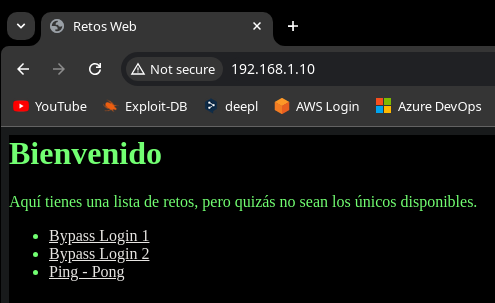 Retos Web
Not secure 192.168.1.10
YouTube Exploit-DB deepl AWS Login Azure DevOps
Bienvenido
Aquí tienes una lista de retos, pero quizás no sean los únicos disponibles.
Bypass Login 1
Bypass Login 2
Ping - Pong